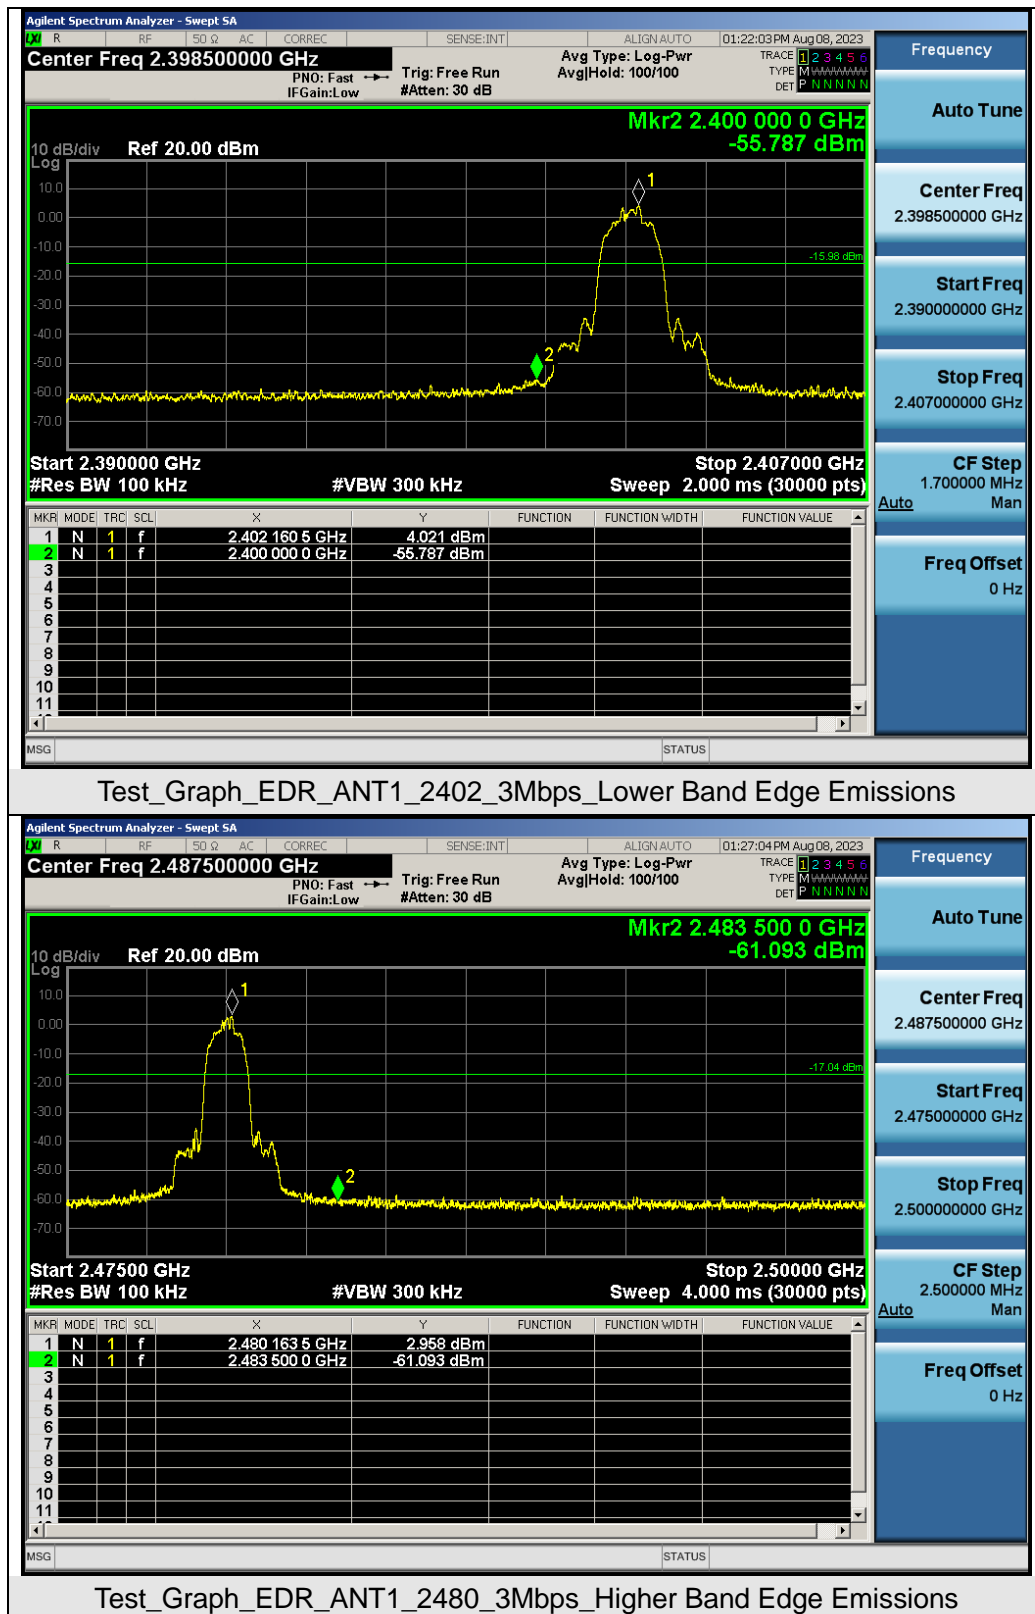 Agilent Spectrum Analyzer - Swept SA
LXI R RF 50 Ω AC CORREC SENSE:INT ALIGN AUTO 01:22:03 PM Aug 08, 2023
Center Freq 2.398500000 GHz
PNO: Fast
IFGain:Low
Trig: Free Run
#Atten: 30 dB
Avg Type: Log-Pwr
Avg|Hold: 100/100
TRACE 1 2 3 4 5 6
TYPE M WWWWW
DET P N N N N N
Frequency
Auto Tune
Center Freq
2.398500000 GHz
Start Freq
2.390000000 GHz
Stop Freq
2.407000000 GHz
CF Step
1.700000 MHz
Auto Man
Freq Offset
0 Hz
Mkr2 2.400 000 0 GHz
-55.787 dBm
10 dB/div Ref 20.00 dBm
Log
10.0
0.00
-10.0
-20.0
-30.0
-40.0
-50.0
-60.0
-70.0
1
2
-15.98 dBm
Start 2.390000 GHz Stop 2.407000 GHz
#Res BW 100 kHz #VBW 300 kHz Sweep 2.000 ms (30000 pts)
MKR MODE TRC SCL X Y FUNCTION FUNCTION WIDTH FUNCTION VALUE
1 N 1 f 2.402 160 5 GHz 4.021 dBm
2 N 1 f 2.400 000 0 GHz -55.787 dBm
3
4
5
6
7
8
9
10
11
MSG STATUS
Test_Graph_EDR_ANT1_2402_3Mbps_Lower Band Edge Emissions
Agilent Spectrum Analyzer - Swept SA
LXI R RF 50 Ω AC CORREC SENSE:INT ALIGN AUTO 01:27:04 PM Aug 08, 2023
Center Freq 2.487500000 GHz
PNO: Fast
IFGain:Low
Trig: Free Run
#Atten: 30 dB
Avg Type: Log-Pwr
Avg|Hold: 100/100
TRACE 1 2 3 4 5 6
TYPE M WWWWW
DET P N N N N N
Frequency
Auto Tune
Center Freq
2.487500000 GHz
Start Freq
2.475000000 GHz
Stop Freq
2.500000000 GHz
CF Step
2.500000 MHz
Auto Man
Freq Offset
0 Hz
Mkr2 2.483 500 0 GHz
-61.093 dBm
10 dB/div Ref 20.00 dBm
Log
10.0
0.00
-10.0
-20.0
-30.0
-40.0
-50.0
-60.0
-70.0
1
2
-17.04 dBm
Start 2.47500 GHz Stop 2.50000 GHz
#Res BW 100 kHz #VBW 300 kHz Sweep 4.000 ms (30000 pts)
MKR MODE TRC SCL X Y FUNCTION FUNCTION WIDTH FUNCTION VALUE
1 N 1 f 2.480 163 5 GHz 2.958 dBm
2 N 1 f 2.483 500 0 GHz -61.093 dBm
3
4
5
6
7
8
9
10
11
MSG STATUS
Test_Graph_EDR_ANT1_2480_3Mbps_Higher Band Edge Emissions